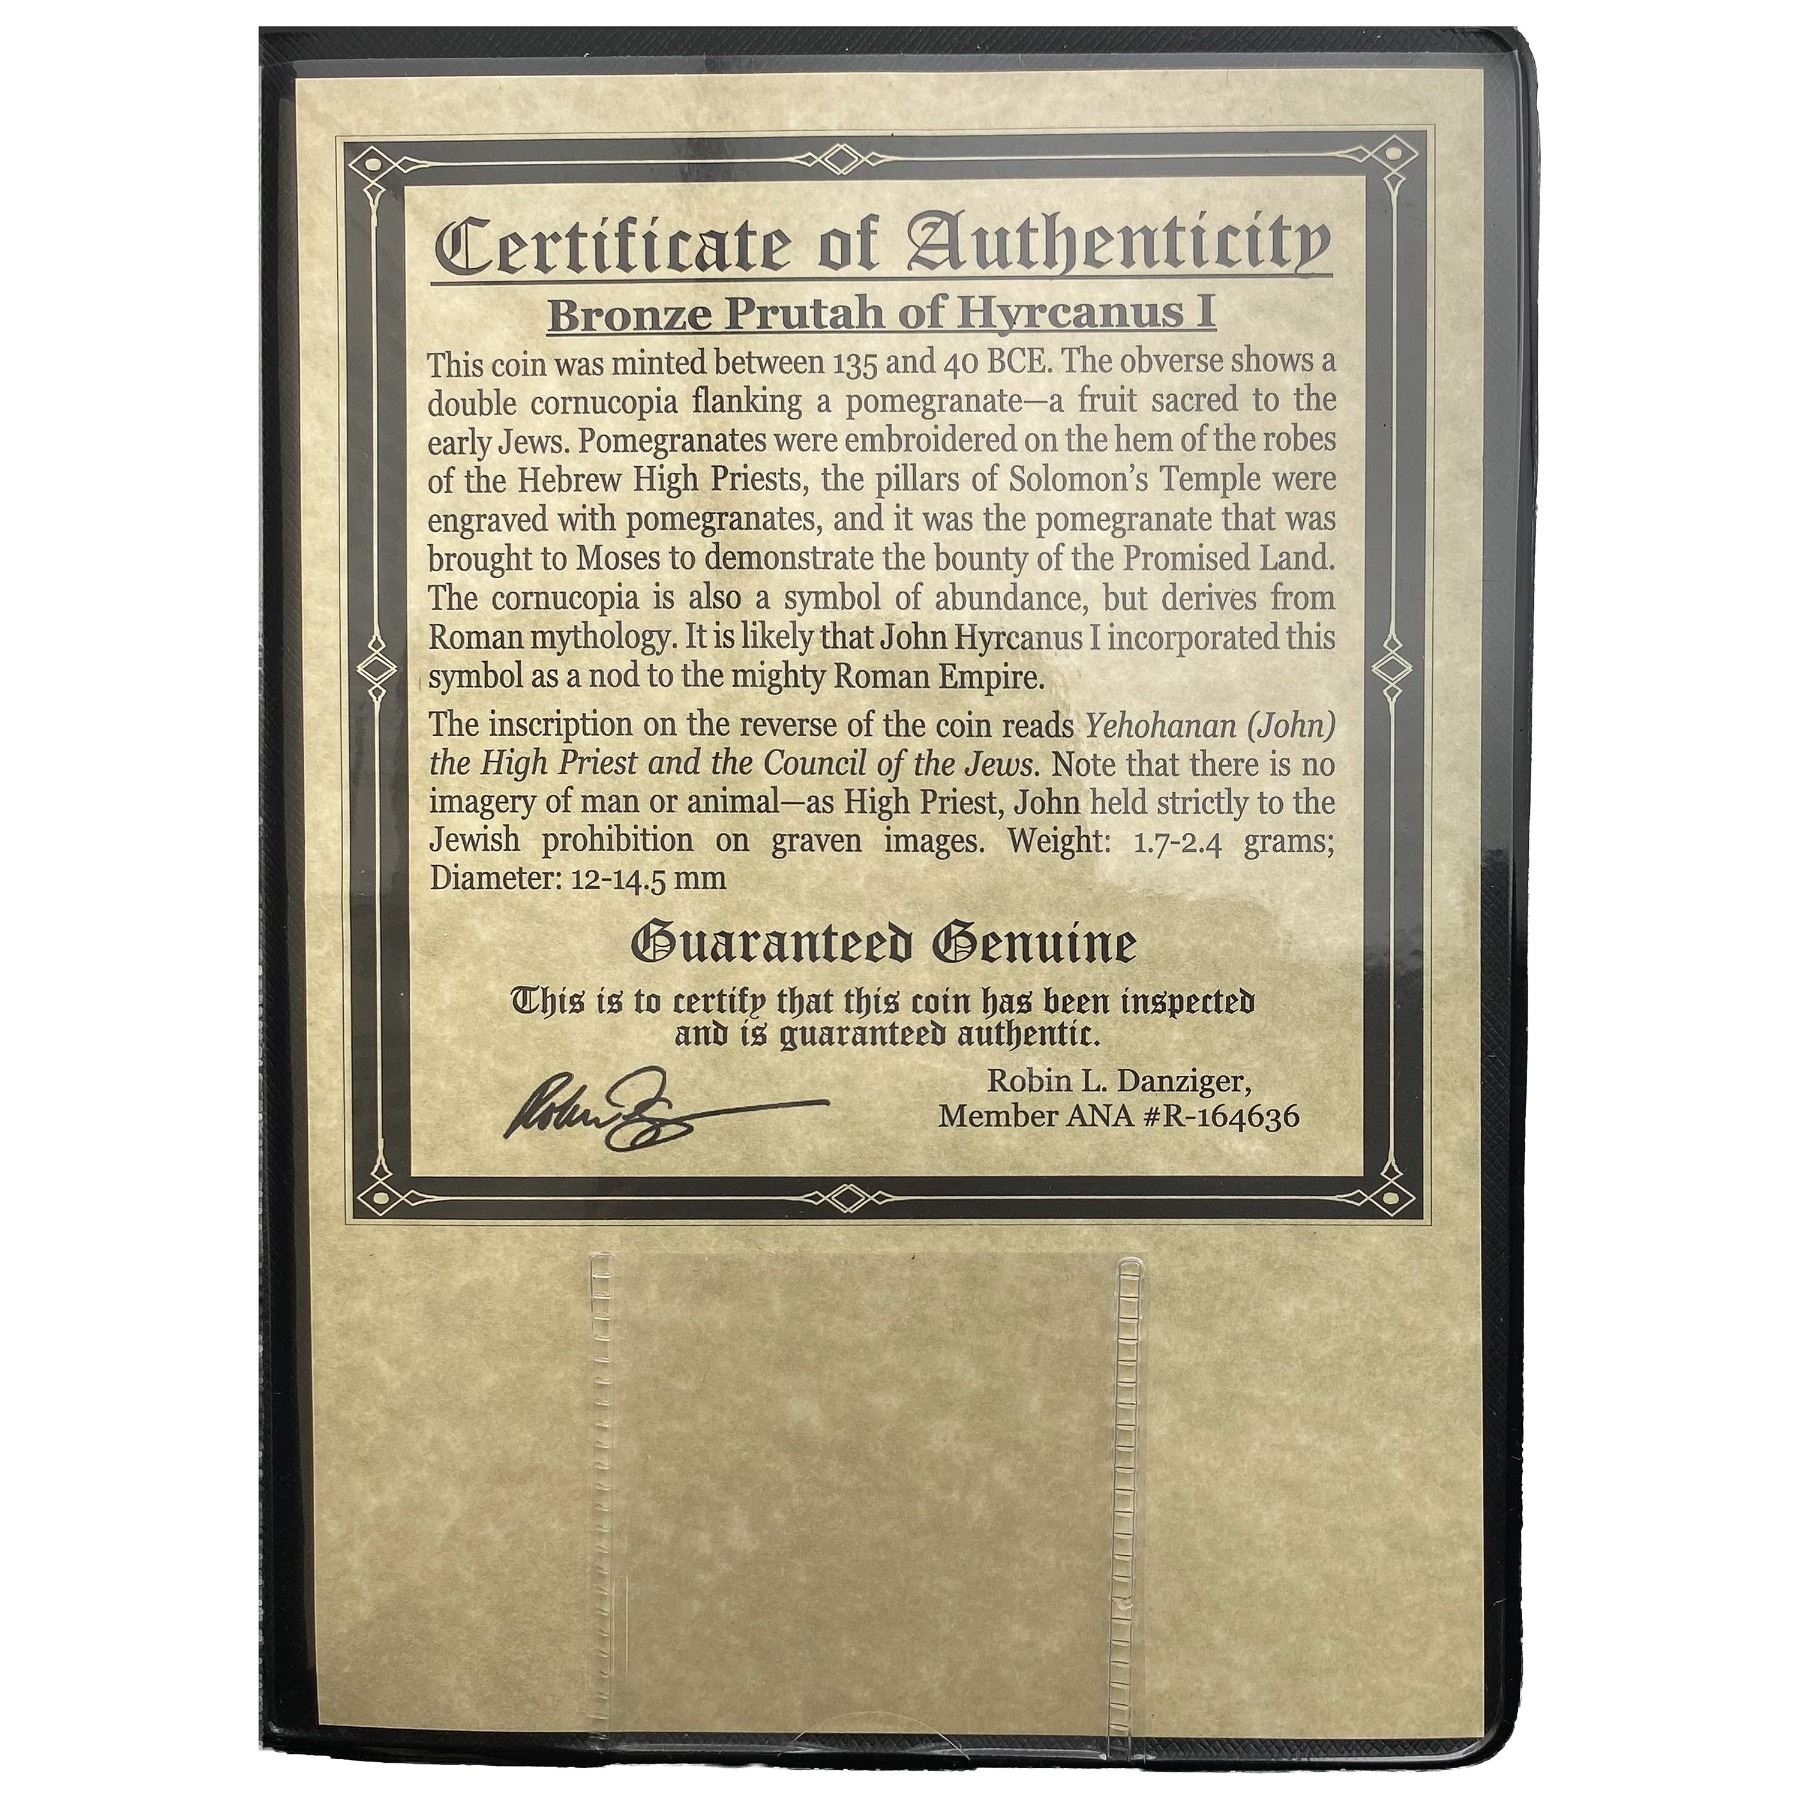 Certificate of Authenticity
Bronze Prutah of Hyrcanus I
This coin was minted between 135 and 40 BCE. The obverse shows a
double cornucopia flanking a pomegranate—a fruit sacred to the
early Jews. Pomegranates were embroidered on the hem of the robes
of the Hebrew High Priests, the pillars of Solomon's Temple were
engraved with pomegranates, and it was the pomegranate that was
brought to Moses to demonstrate the bounty of the Promised Land.
The cornucopia is also a symbol of abundance, but derives from
Roman mythology. It is likely that John Hyrcanus I incorporated this
symbol as a nod to the mighty Roman Empire.
The inscription on the reverse of the coin reads Yehohanan (John)
the High Priest and the Council of the Jews. Note that there is no
imagery of man or animal—as High Priest, John held strictly to the
Jewish prohibition on graven images. Weight: 1.7-2.4 grams;
Diameter: 12-14.5 mm
Guaranteed Genuine
This is to certify that this coin has been inspected
and is guaranteed authentic.
Robin L. Danziger,
Member ANA #R-164636